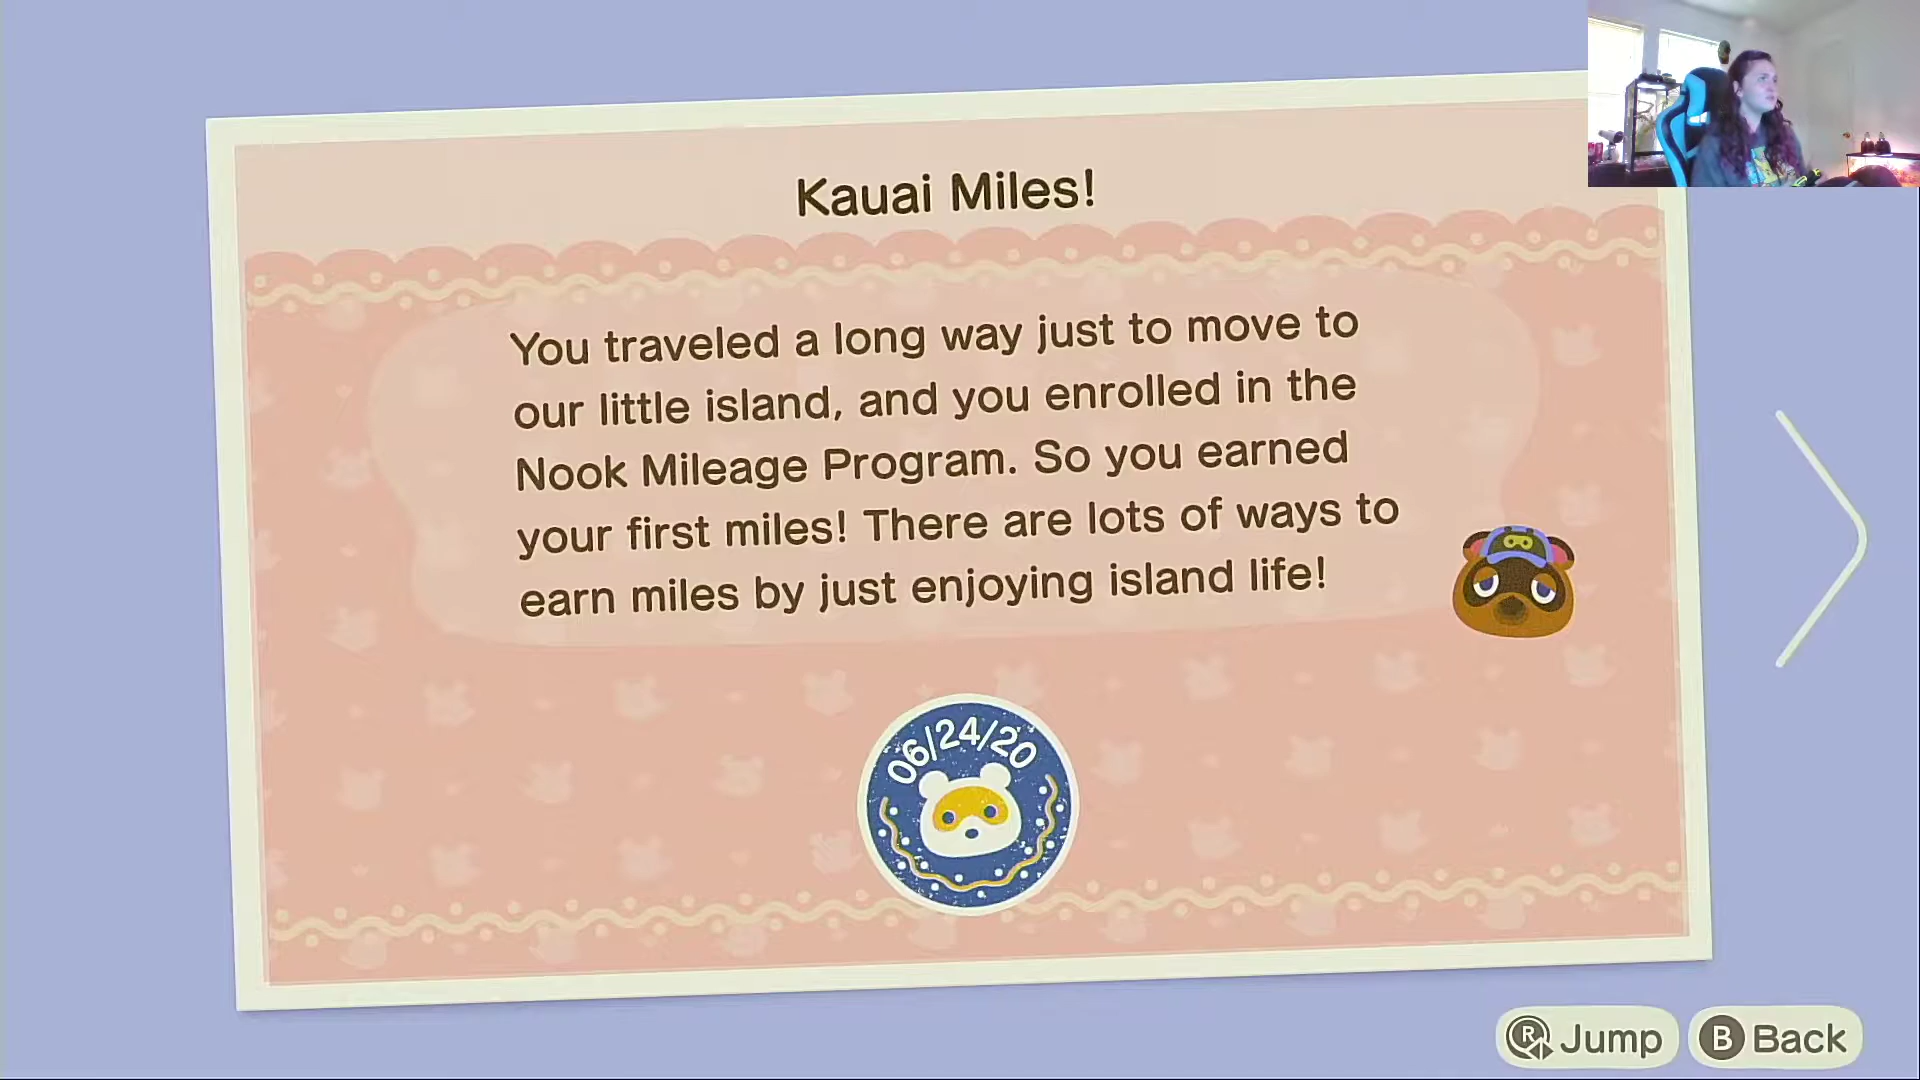 Kauai Miles!
You traveled a long way just to move to
our little island, and you enrolled in the
Nook Mileage Program. So you earned
your first miles! There are lots of ways to
earn miles by just enjoying island life!
06/24/20
R Jump
B Back